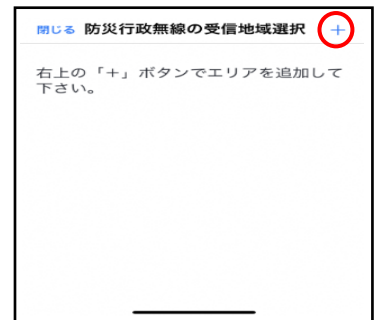 閉じる 防災行政無線の受信地域選択 +
右上の「+」ボタンでエリアを追加して
下さい。